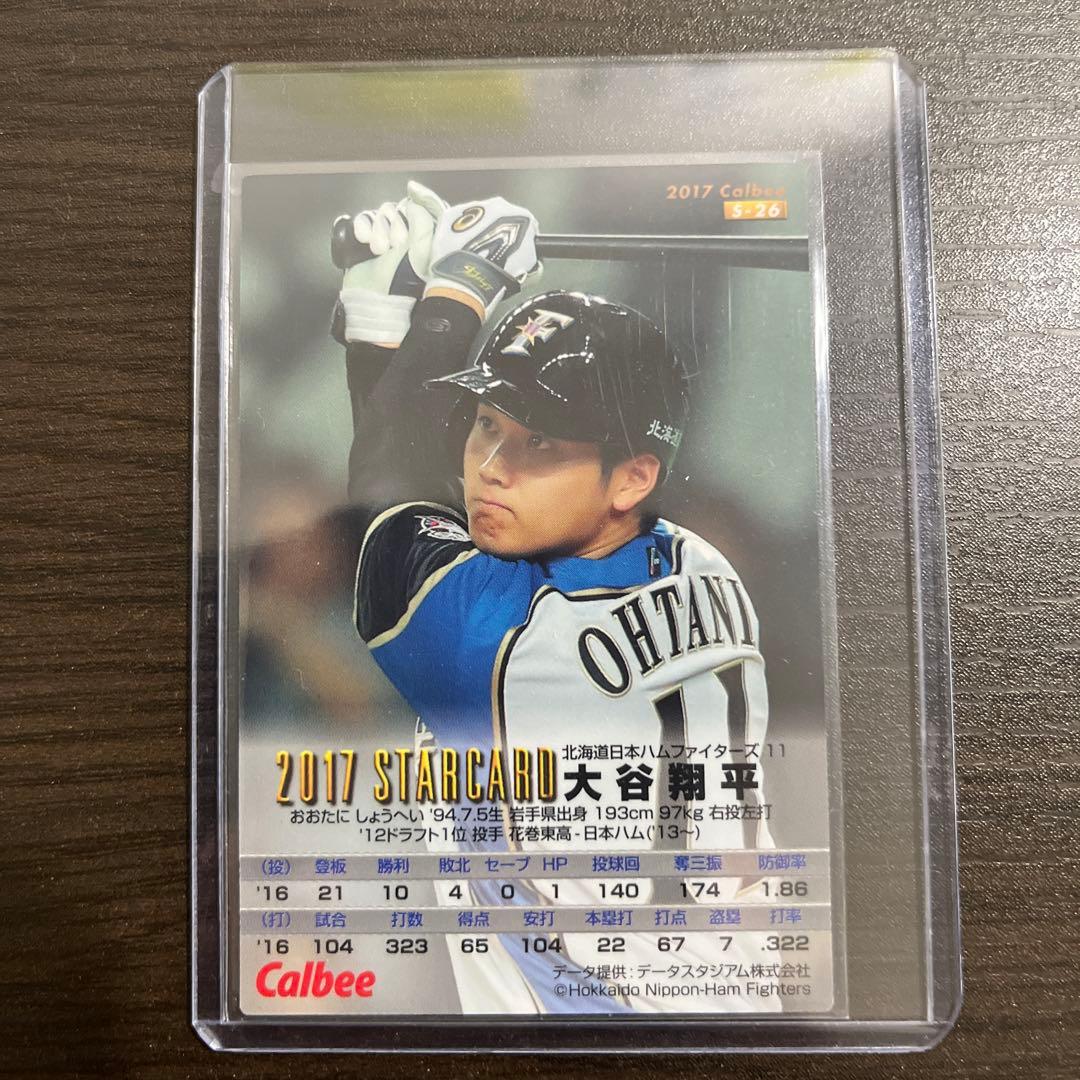 2017 Calbee
S-26
F
北海道
OHTANI
11
北海道日本ハムファイターズ 11
2017 STARCARD 大谷翔平
おおたに しょうへい '94.7.5生 岩手県出身 193cm 97kg 右投左打
'12ドラフト1位 投手 花巻東高-日本ハム('13〜)
(投) 登板 勝利 敗北 セーブ HP 投球回 奪三振 防御率
'16 21 10 4 0 1 140 174 1.86
(打) 試合 打数 得点 安打 本塁打 打点 盗塁 打率
'16 104 323 65 104 22 67 7 .322
Calbee
データ提供:データスタジアム株式会社
©Hokkaido Nippon-Ham Fighters